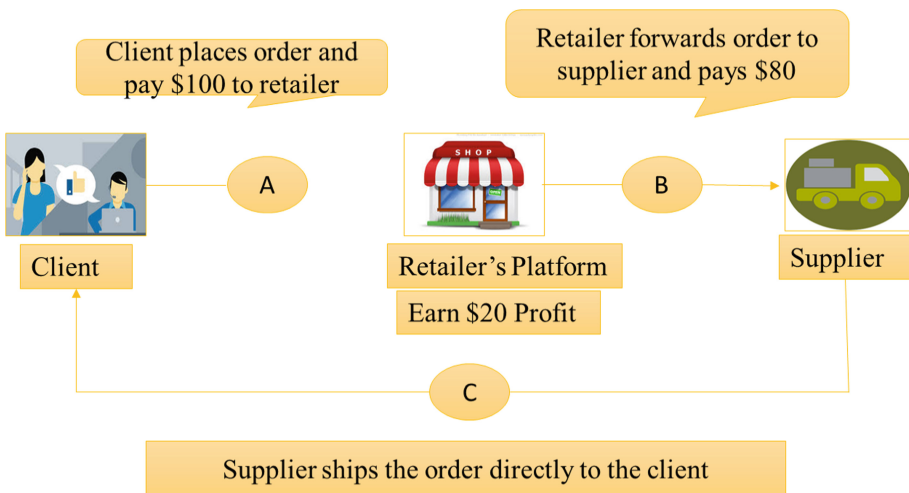 Client places order and
pay $100 to retailer
Retailer forwards order to
supplier and pays $80
SHOP
A
B
Client
Retailer’s Platform
Supplier
Earn $20 Profit
C
Supplier ships the order directly to the client